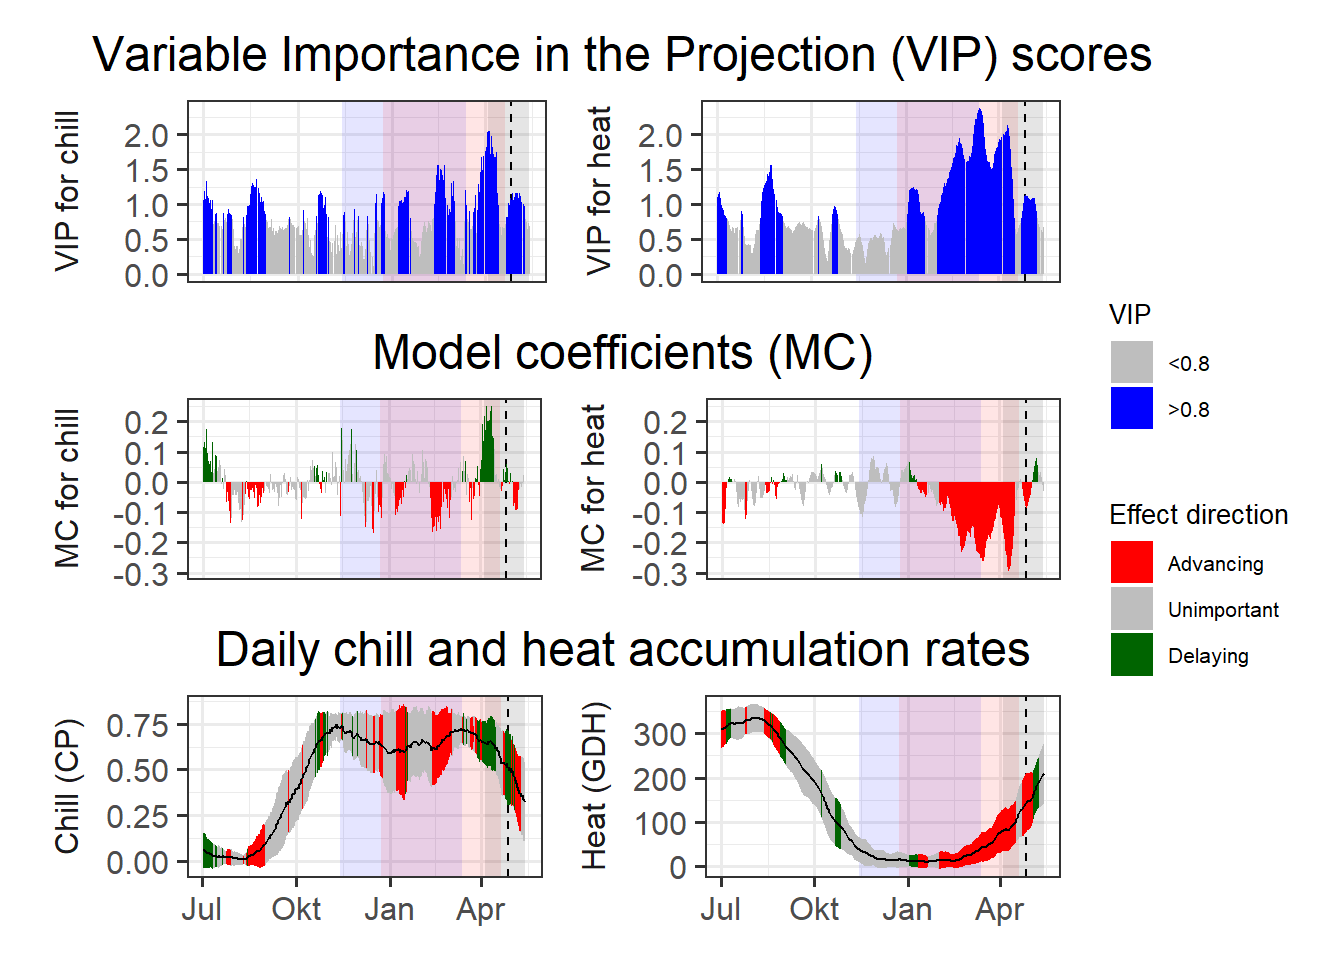 Variable Importance in the Projection (VIP) scores
VIP for chill
2.0
1.5
1.0
0.5
0.0
VIP for heat
2.0
1.5
1.0
0.5
0.0
Model coefficients (MC)
MC for chill
0.2
0.1
0.0
-0.1
-0.2
-0.3
MC for heat
0.2
0.1
0.0
-0.1
-0.2
-0.3
Daily chill and heat accumulation rates
Chill (CP)
0.75
0.50
0.25
0.00
Jul Okt Jan Apr
Heat (GDH)
300
200
100
0
Jul Okt Jan Apr
VIP
<0.8
>0.8
Effect direction
Advancing
Unimportant
Delaying